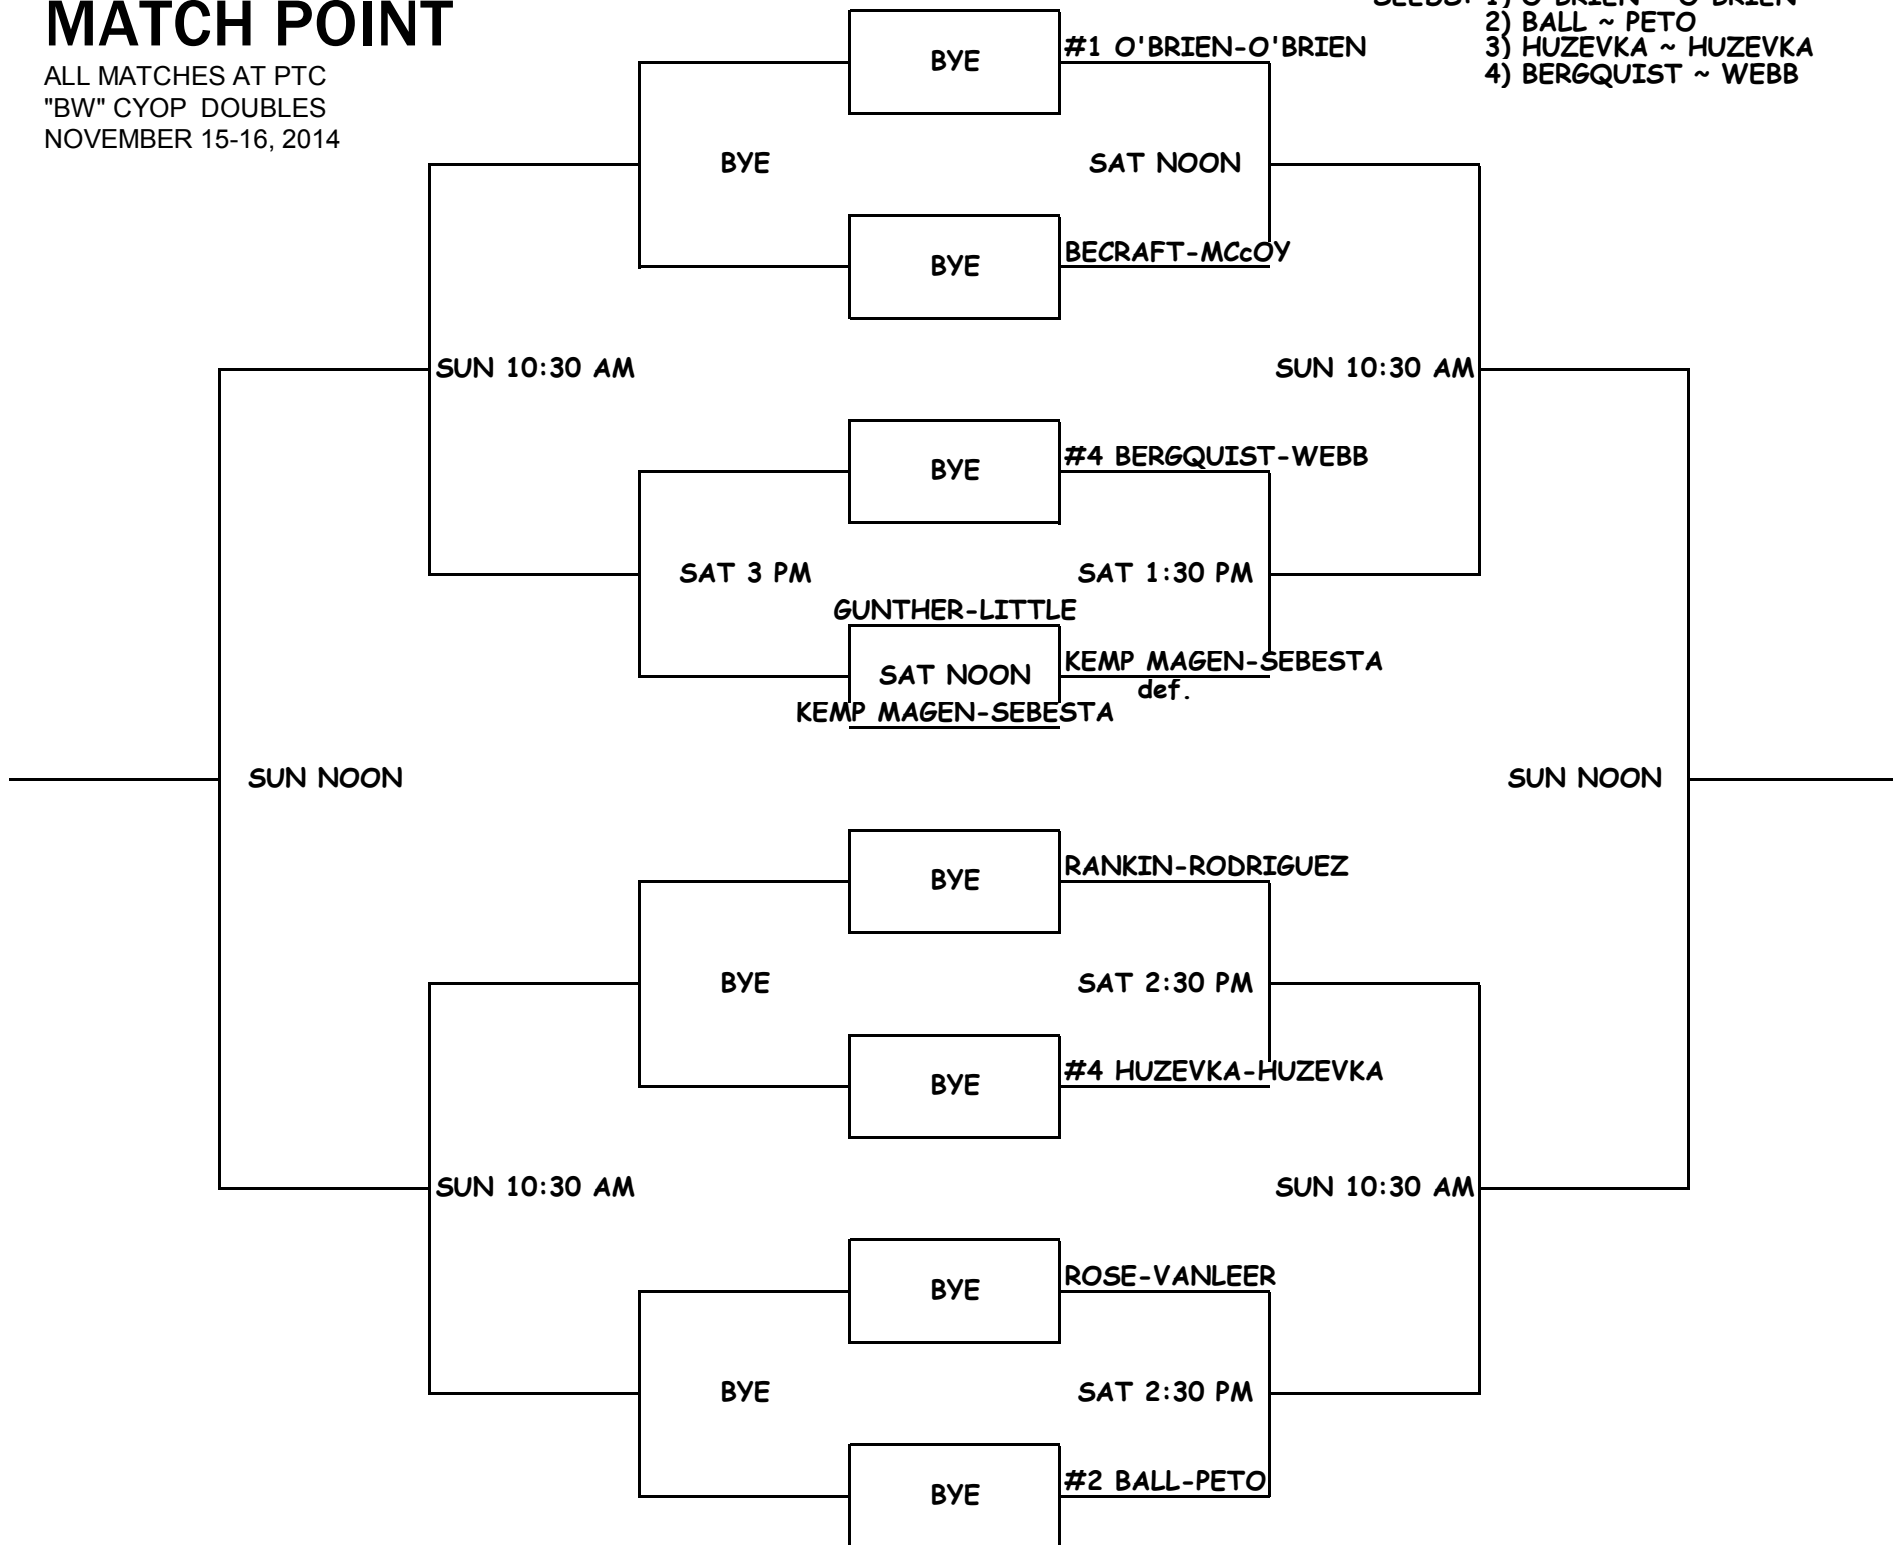 MATCH POINT
ALL MATCHES AT PTC
"BW" CYOP DOUBLES
NOVEMBER 15-16, 2014
SEEDS: 1) O'BRIEN ~ O'BRIEN
2) BALL ~ PETO
3) HUZEVKA ~ HUZEVKA
4) BERGQUIST ~ WEBB
BYE
#1 O'BRIEN-O'BRIEN
BYE
SAT NOON
BYE
BECRAFT-MCcOY
SUN 10:30 AM
SUN 10:30 AM
BYE
#4 BERGQUIST-WEBB
SAT 3 PM
SAT 1:30 PM
GUNTHER-LITTLE
SAT NOON
KEMP MAGEN-SEBESTA
def.
KEMP MAGEN-SEBESTA
SUN NOON
SUN NOON
BYE
RANKIN-RODRIGUEZ
BYE
SAT 2:30 PM
BYE
#4 HUZEVKA-HUZEVKA
SUN 10:30 AM
SUN 10:30 AM
BYE
ROSE-VANLEER
BYE
SAT 2:30 PM
BYE
#2 BALL-PETO